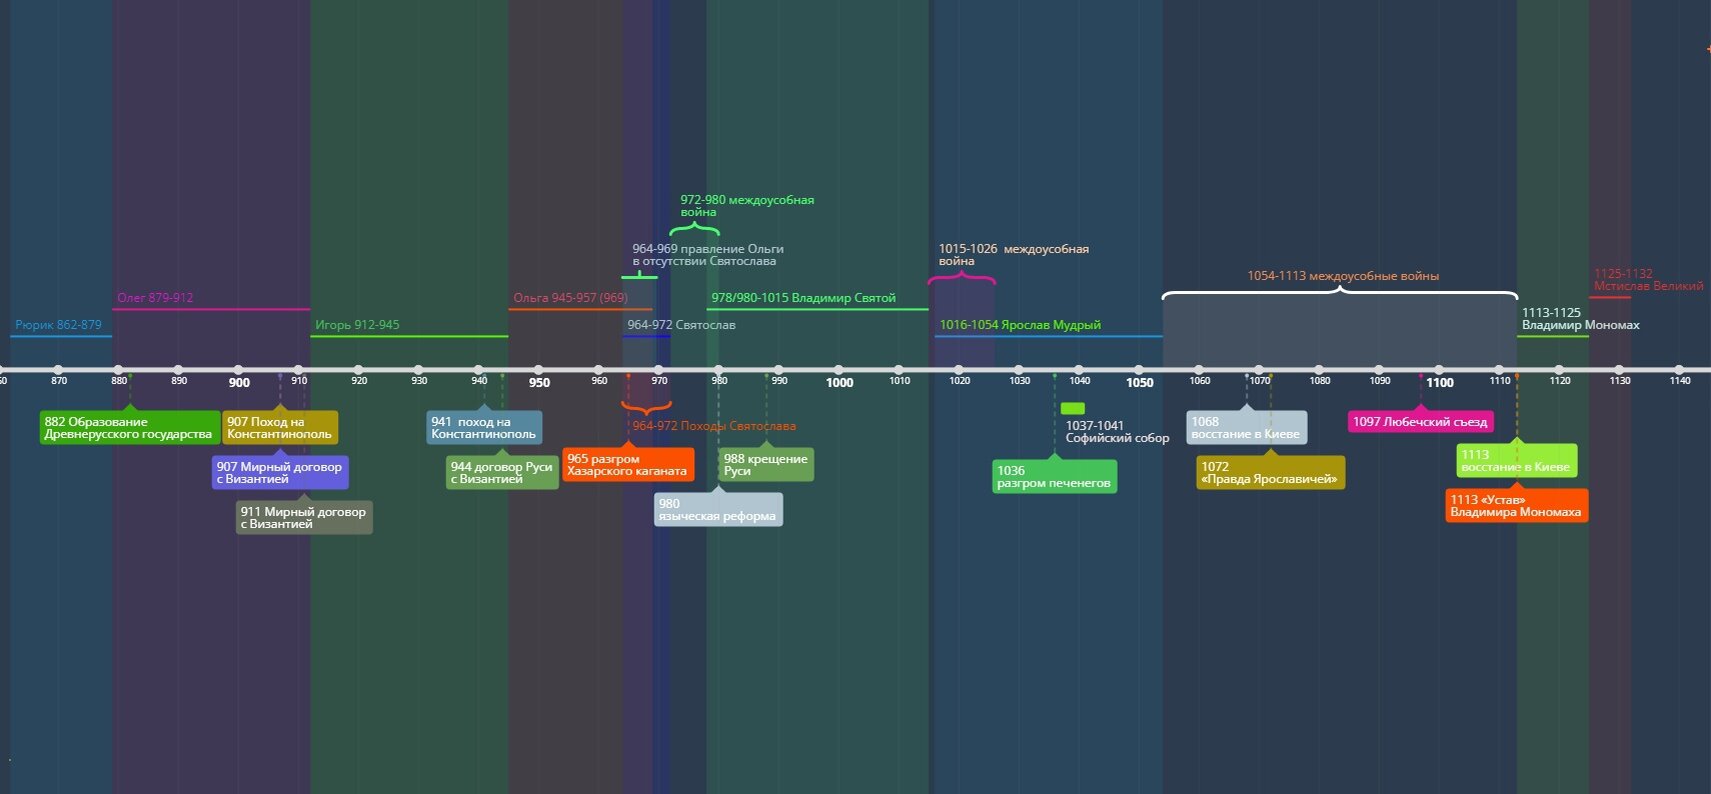 972-980 междоусобная
война
964-969 правление Ольги
в отсутствии Святослава
1015-1026  междоусобная
война
1054-1113 междоусобные войны
1125-1132
Мстислав Великий
Олег 879-912
Ольга 945-957 (969)
978/980-1015 Владимир Святой
1113-1125
Владимир Мономах
Рюрик 862-879
Игорь 912-945
964-972 Святослав
1016-1054 Ярослав Мудрый
60 870 880 890 900 910 920 930 940 950 960 970 980 990 1000 1010 1020 1030 1040 1050 1060 1070 1080 1090 1100 1110 1120 1130 1140
882 Образование
Древнерусского государства
907 Поход на
Константинополь
941  поход на
Константинополь
964-972 Походы Святослава
1037-1041
Софийский собор
1068
восстание в Киеве
1097 Любечский съезд
907 Мирный договор
с Византией
944 договор Руси
с Византией
965 разгром
Хазарского каганата
988 крещение
Руси
1036
разгром печенегов
1072
«Правда Ярославичей»
1113
восстание в Киеве
911 Мирный договор
с Византией
980
языческая реформа
1113 «Устав»
Владимира Мономаха